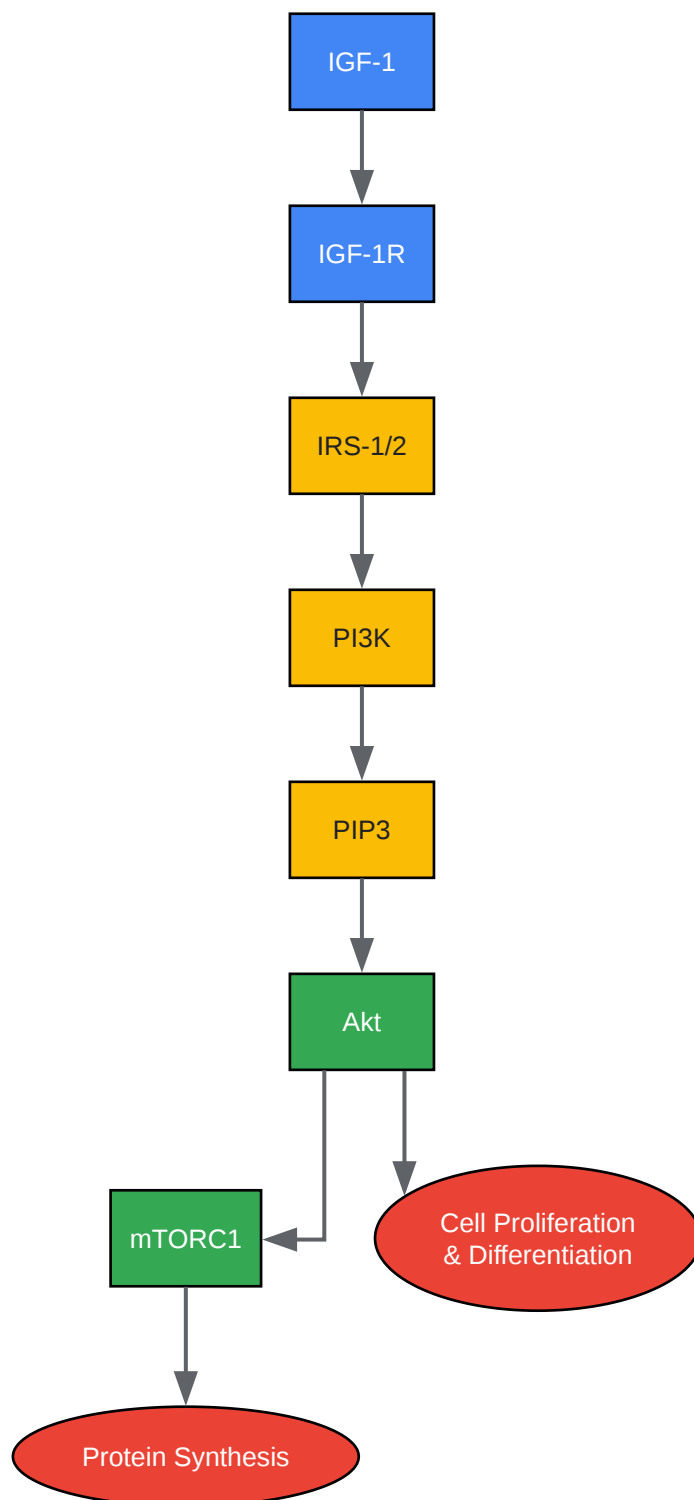 IGF-1
IGF-1R
IRS-1/2
PI3K
PIP3
Akt
mTORC1
Cell Proliferation
& Differentiation
Protein Synthesis